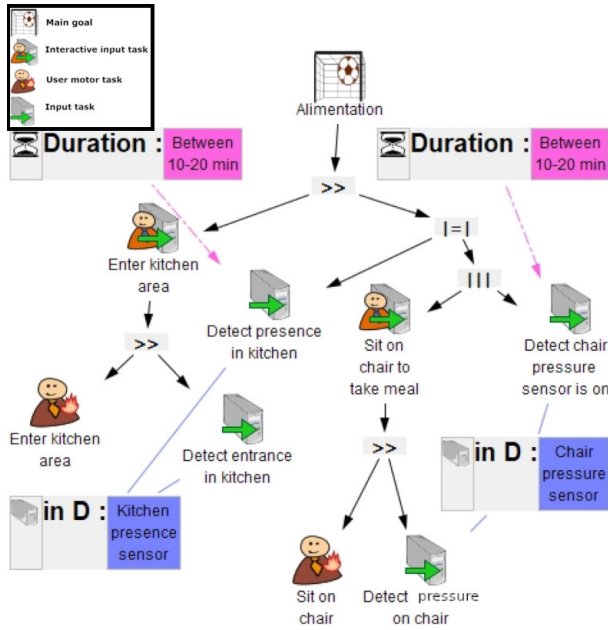 Main goal
Interactive input task
User motor task
Input task
Alimentation
Duration :
Between
10-20 min
Duration :
Between
10-20 min
>>
Enter kitchen
area
|=|
|||
Detect presence
in kitchen
Sit on
chair to
take meal
Detect chair
pressure
sensor is on
>>
Enter kitchen
area
Detect entrance
in kitchen
>>
in D :
Kitchen
presence
sensor
in D :
Chair
pressure
sensor
Sit on
chair
Detect pressure
on chair